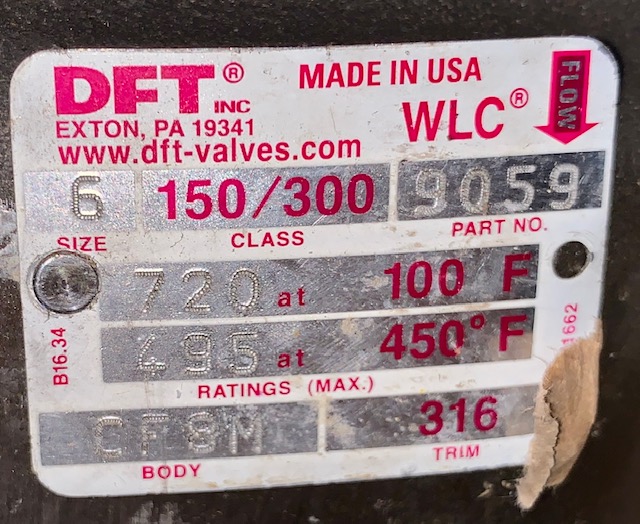 DFT® INC
MADE IN USA
FLOW
EXTON, PA 19341
WLC®
www.dft-valves.com
6 150/300 9059
SIZE CLASS PART NO.
720 at 100 F
495 at 450° F
B16.34
1662
RATINGS (MAX.)
CF8M 316
BODY TRIM